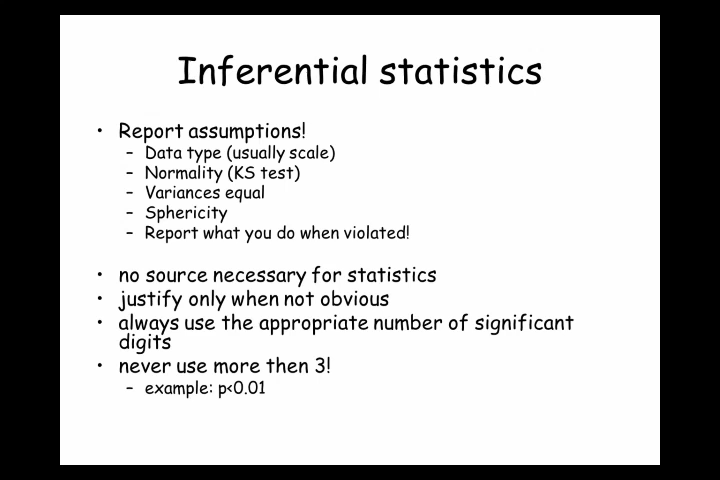 Inferential statistics
• Report assumptions!
– Data type (usually scale)
– Normality (KS test)
– Variances equal
– Sphericity
– Report what you do when violated!
• no source necessary for statistics
• justify only when not obvious
• always use the appropriate number of significant
digits
• never use more then 3!
– example: p<0.01